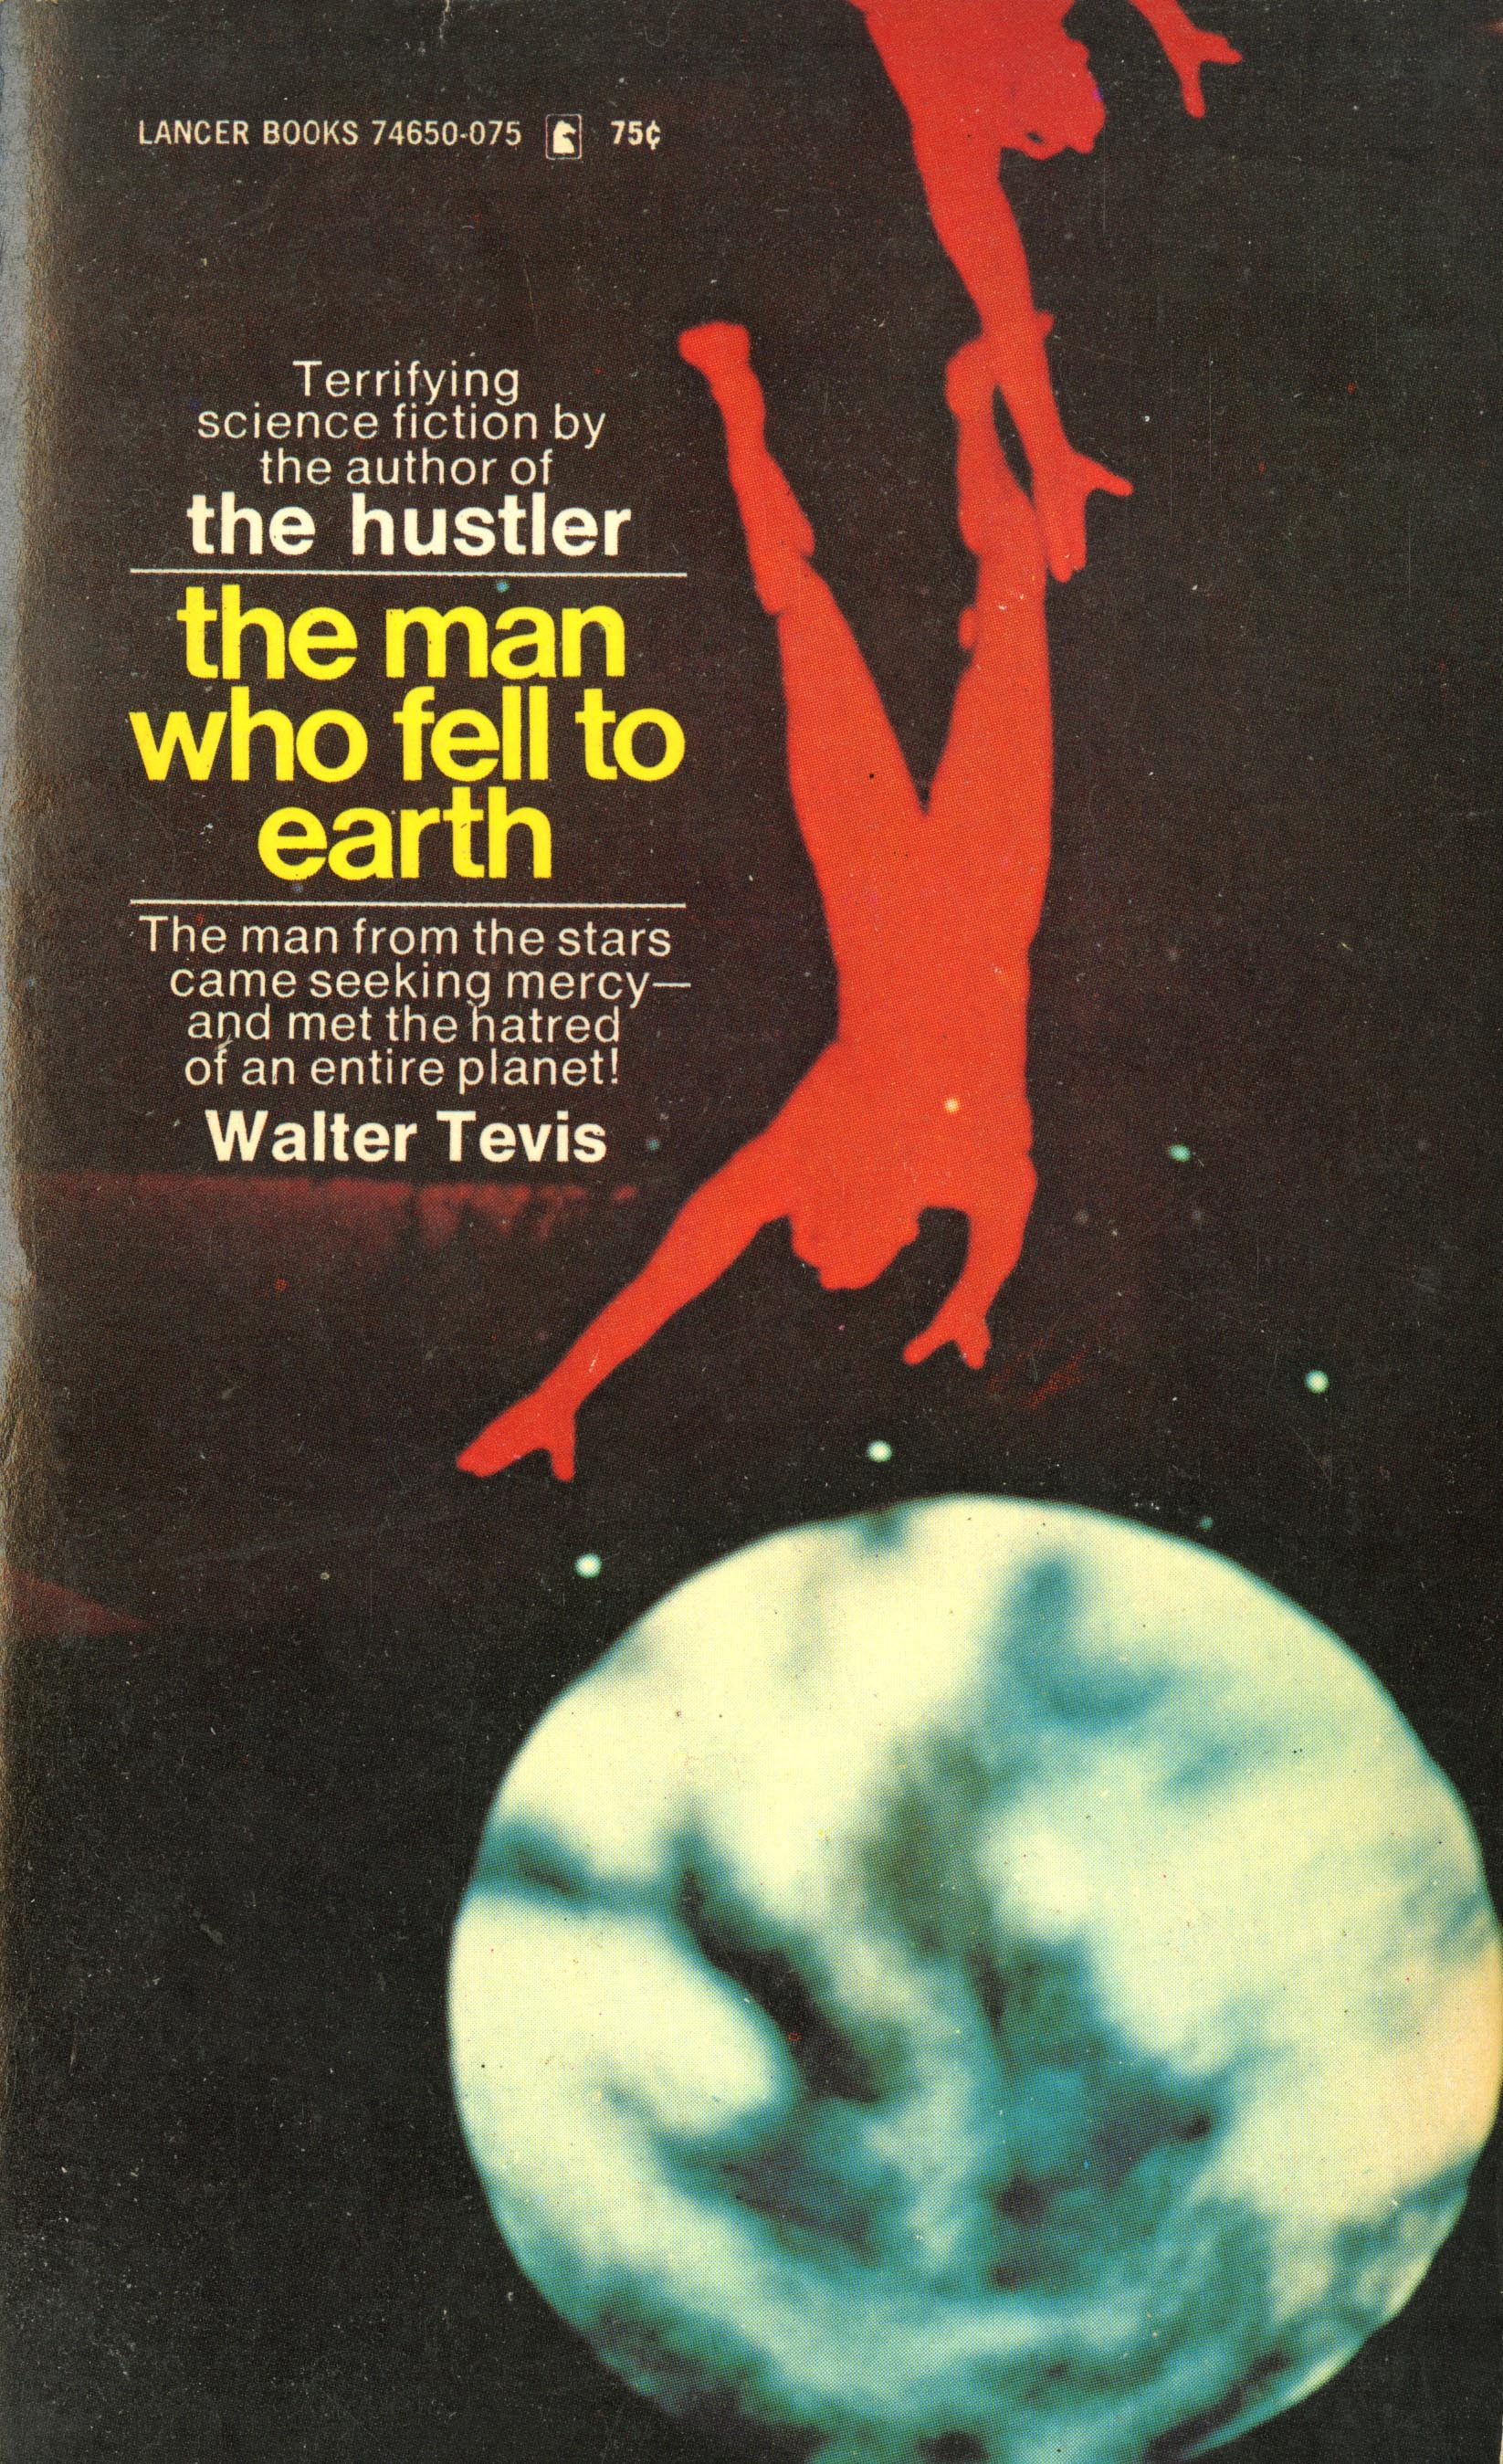 LANCER BOOKS 74650-075 75¢
Terrifying
science fiction by
the author of
the hustler
the man
who fell to
earth
The man from the stars
came seeking mercy—
and met the hatred
of an entire planet!
Walter Tevis